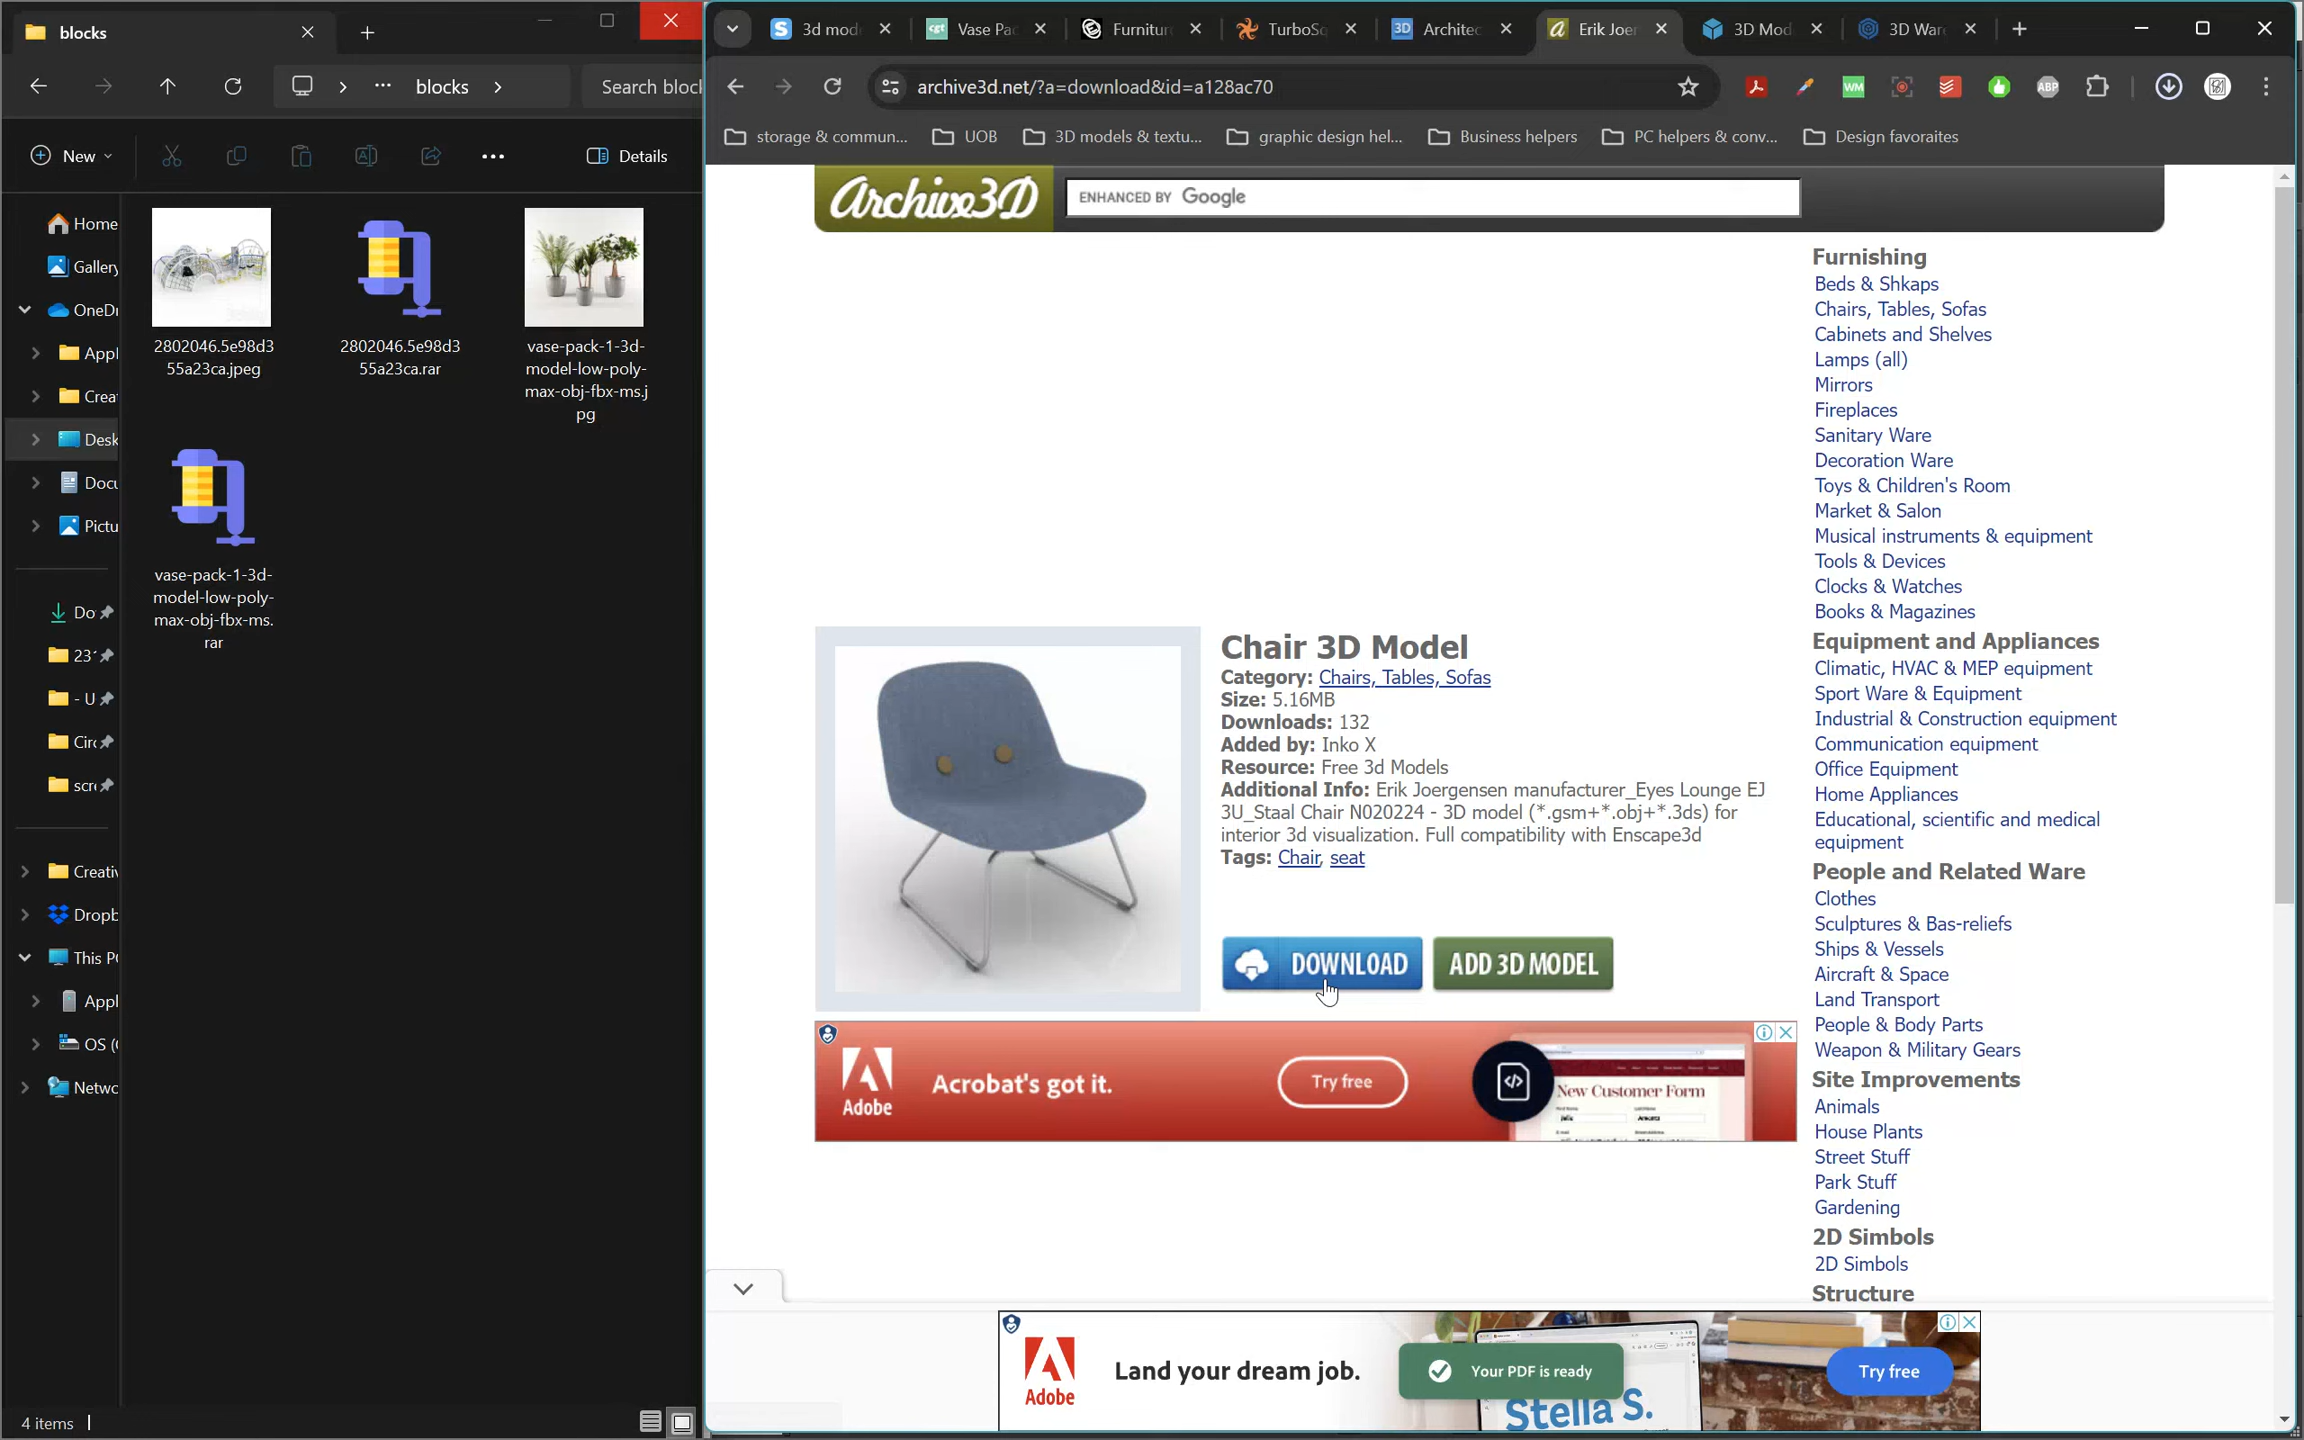 blocks
blocks
Search bloc
New
Details
Home
Gallery
OneDr
Appl
Crea
Desk
Docu
Pictu
Do
23
- U
Circ
scr
Creativ
Dropb
This PC
Appl
OS (
Netwo
2802046.5e98d3
55a23ca.jpeg
2802046.5e98d3
55a23ca.rar
vase-pack-1-3d-
model-low-poly-
max-obj-fbx-ms.j
pg
vase-pack-1-3d-
model-low-poly-
max-obj-fbx-ms.
rar
4 items
3d mod
Vase Pac
Furnitur
TurboSq
Architec
Erik Joer
3D Mod
3D War
archive3d.net/?a=download&id=a128ac70
storage & commun...
UOB
3D models & textu...
graphic design hel...
Business helpers
PC helpers & conv...
Design favoraites
Archive3D
ENHANCED BY Google
Chair 3D Model
Category: Chairs, Tables, Sofas
Size: 5.16MB
Downloads: 132
Added by: Inko X
Resource: Free 3d Models
Additional Info: Erik Joergensen manufacturer_Eyes Lounge EJ
3U_Staal Chair N020224 - 3D model (*.gsm+*.obj+*.3ds) for
interior 3d visualization. Full compatibility with Enscape3d
Tags: Chair, seat
DOWNLOAD
ADD 3D MODEL
Adobe
Acrobat's got it.
Try free
New Customer Form
Adobe
Land your dream job.
Your PDF is ready
Stella S.
Try free
Furnishing
Beds & Shkaps
Chairs, Tables, Sofas
Cabinets and Shelves
Lamps (all)
Mirrors
Fireplaces
Sanitary Ware
Decoration Ware
Toys & Children's Room
Market & Salon
Musical instruments & equipment
Tools & Devices
Clocks & Watches
Books & Magazines
Equipment and Appliances
Climatic, HVAC & MEP equipment
Sport Ware & Equipment
Industrial & Construction equipment
Communication equipment
Office Equipment
Home Appliances
Educational, scientific and medical
equipment
People and Related Ware
Clothes
Sculptures & Bas-reliefs
Ships & Vessels
Aircraft & Space
Land Transport
People & Body Parts
Weapon & Military Gears
Site Improvements
Animals
House Plants
Street Stuff
Park Stuff
Gardening
2D Simbols
2D Simbols
Structure